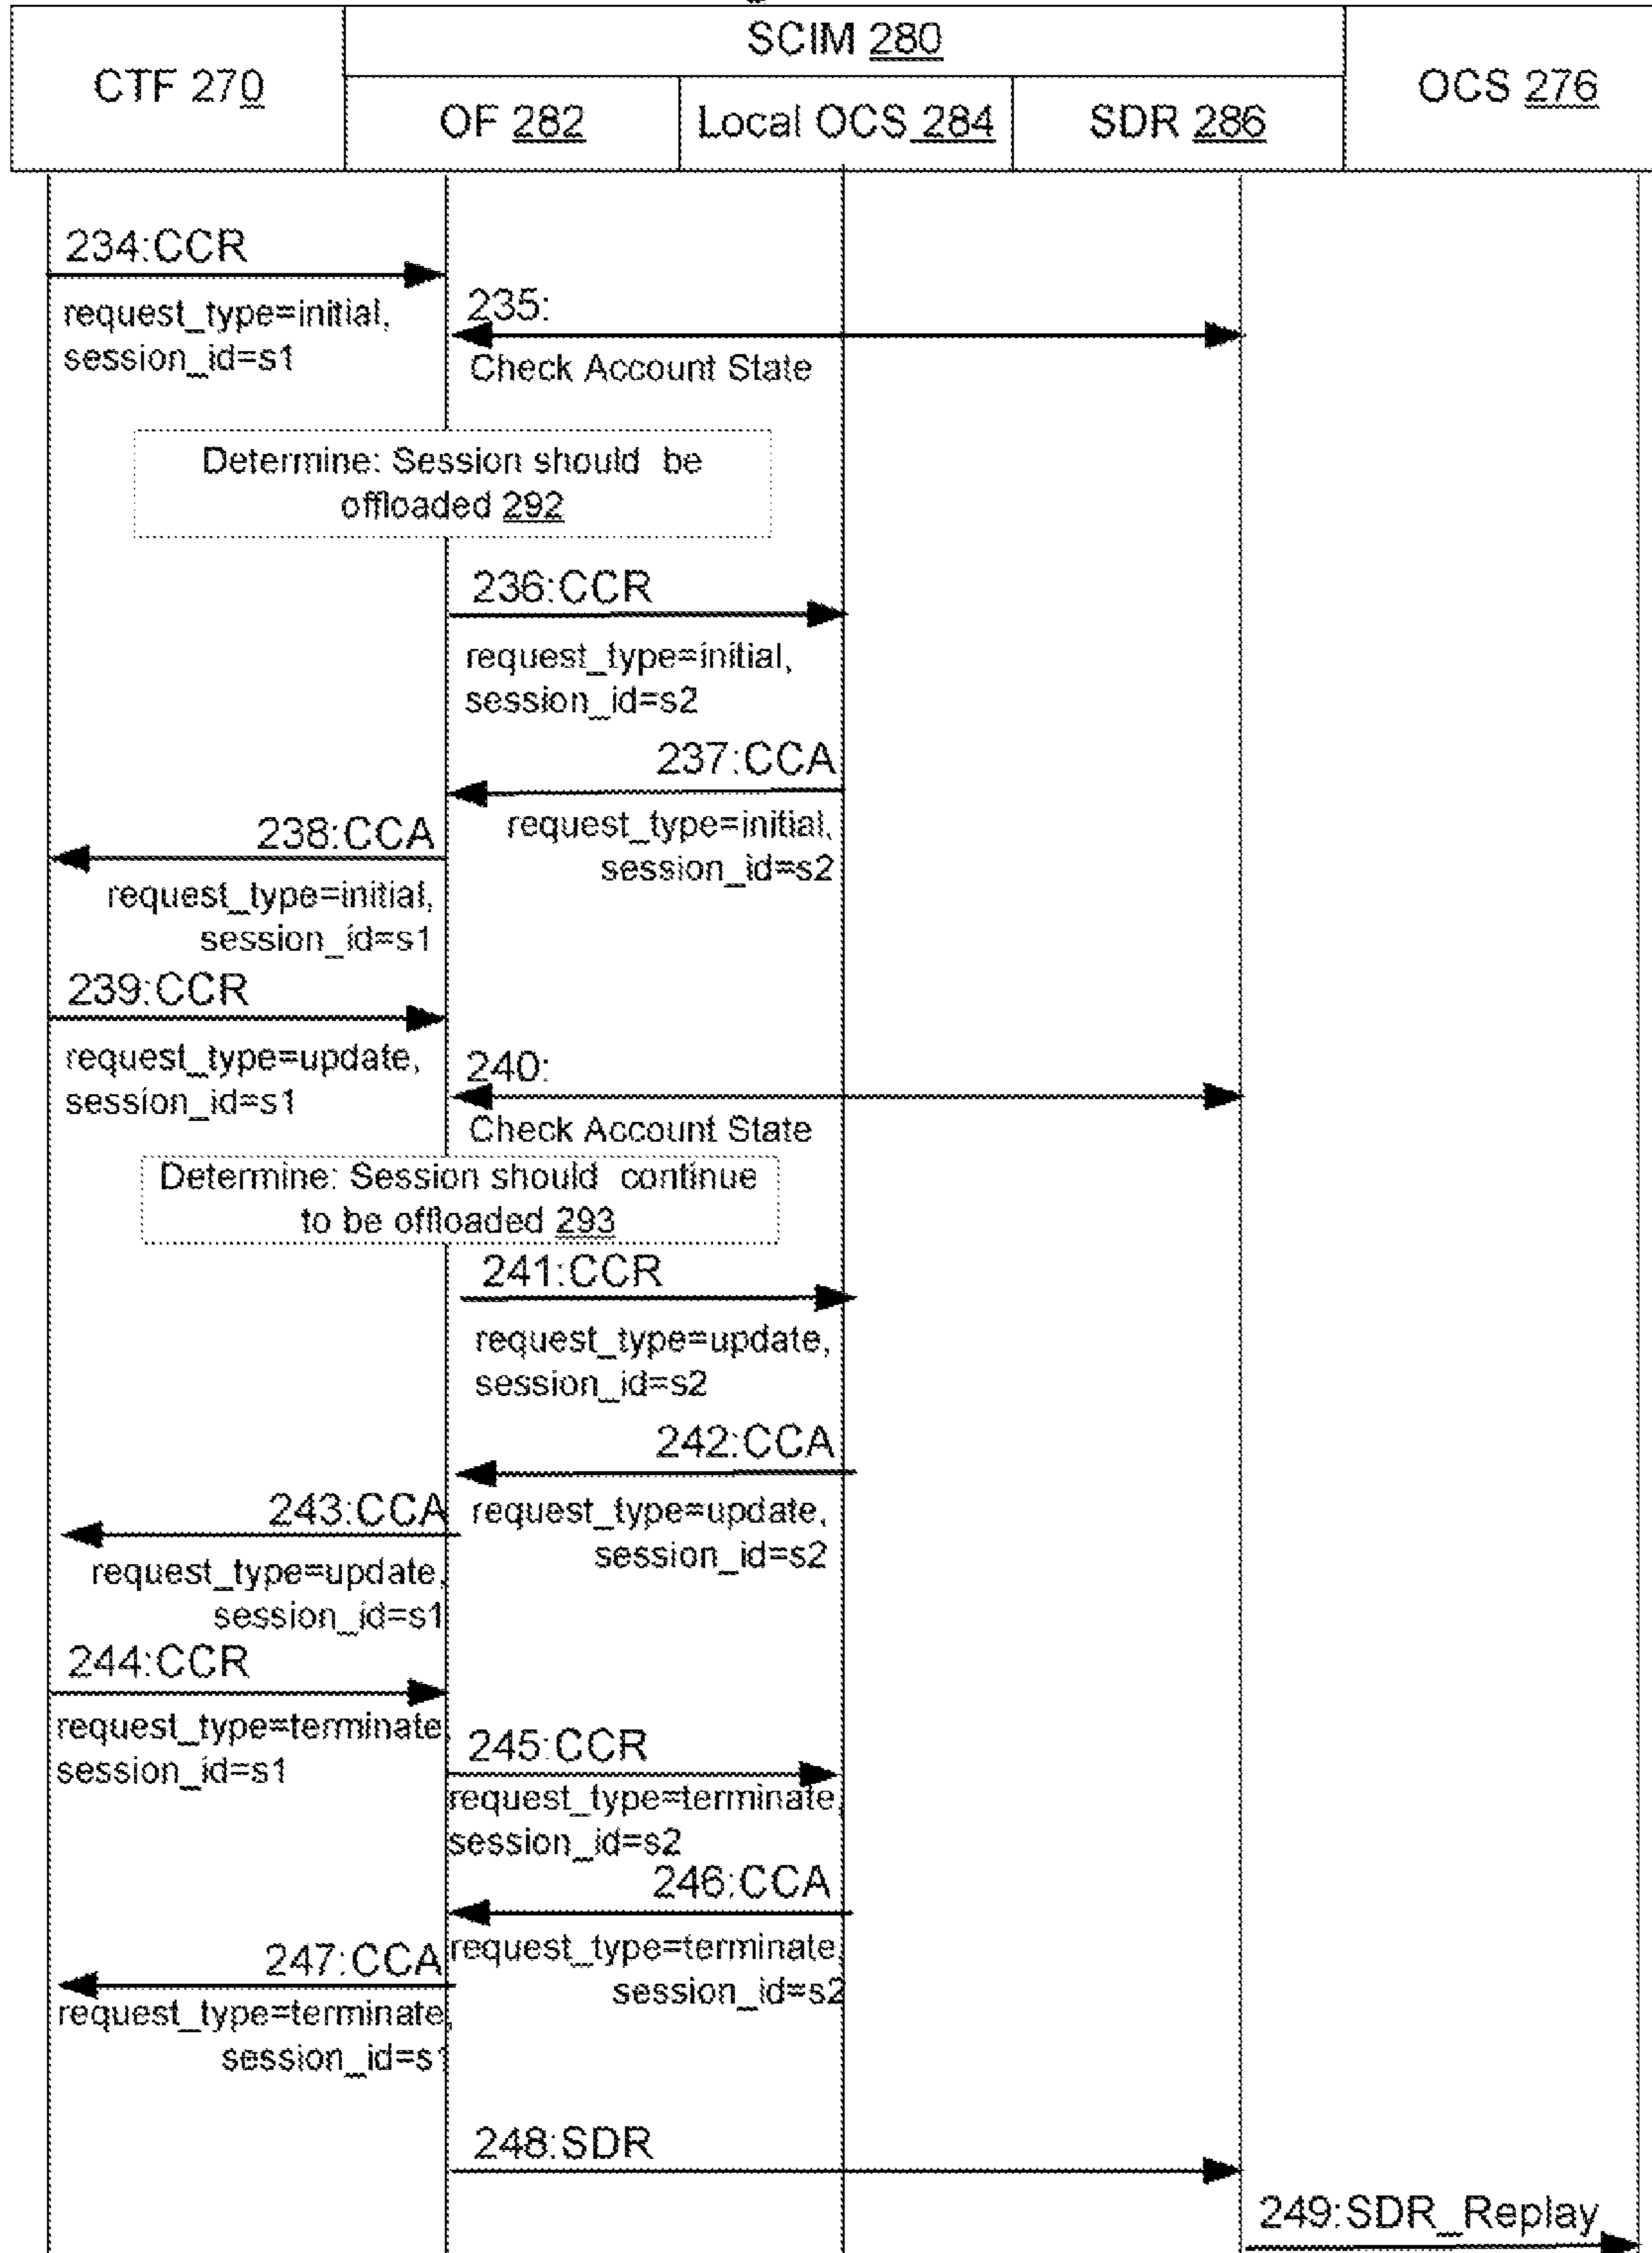 SCIM 280
CTF 270
OCS 276
OF 282
Local OCS 284
SDR 286
234:CCR
request_type=initial,
session_id=s1
235:
Check Account State
Determine: Session should be
offloaded 292
236:CCR
request_type=initial,
session_id=s2
237:CCA
request_type=initial,
session_id=s2
238:CCA
request_type=initial,
session_id=s1
239:CCR
request_type=update,
session_id=s1
240:
Check Account State
Determine: Session should continue
to be offloaded 293
241:CCR
request_type=update,
session_id=s2
242:CCA
request_type=update,
session_id=s2
243:CCA
request_type=update,
session_id=s1
244:CCR
request_type=terminate,
session_id=s1
245:CCR
request_type=terminate,
session_id=s2
246:CCA
request_type=terminate,
session_id=s2
247:CCA
request_type=terminate,
session_id=s1
248:SDR
249:SDR_Replay